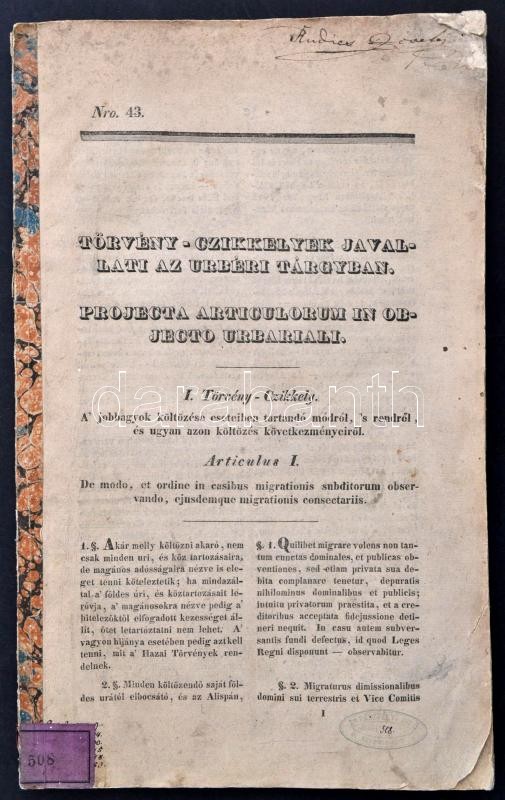 Nro. 43.
TÖRVÉNY-CZIKKELYEK JAVAL-
LATI AZ URBÉRI TÁRGYBAN.
PROJECTA ARTICULORUM IN OB-
JECTO URBARIALI.
I. Törvény-Czikkely.
A' jobbagyok költözése eseteiben tartandó módról, 's rendről,
és ugyan azon költözés következményeiről.
Articulus I.
De modo, et ordine in casibus migrationis subditorum obser-
vando, ejusdemque migrationis consectariis.
1. §. Akár melly költözni akaró, nem
csak minden uri, és köz tartozásaira,
de magános adósságaira nézve is ele-
get tenni köteleztetik; ha mindazál-
tal a' földes úri, és köztartozásait le-
rójja, a' magánosokra nézve pedig a'
hitelezőktől elfogadott kezességet ál-
lit, őtet letartoztatni nem lehet. A'
vagyon hijánya esetében pedig azt kell
tenni, mit a' Hazai Törvények ren-
delnek.
2. §. Minden költözendő saját föl-
des urától elbocsátó, és az Alispán,
§. 1. Quilibet migrare volens non tan-
tum cunctas dominales, et publicas ob-
ventiones, sed etiam privata sua de-
bita complanare tenetur, depuratis
nihilominus dominalibus et publicis;
intuitu privatorum praestita, et a cre-
ditoribus acceptata fidejussione deti-
neri nequit. In casu autem subver-
santis fundi defectus, id quod Leges
Regni disponunt — observabitur.
§. 2. Migraturus dimissionalibus
domini sui terrestris et Vice Comitis
1
508
darabanth